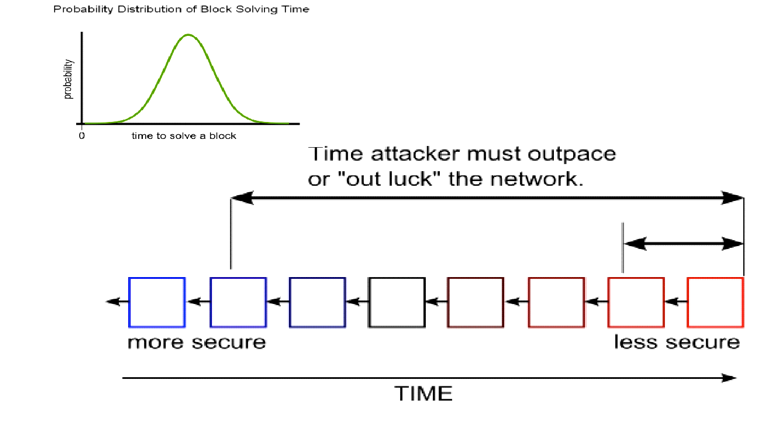 Probability Distribution of Block Solving Time
probability
0
time to solve a block
Time attacker must outpace
or "out luck" the network.
more secure
less secure
TIME